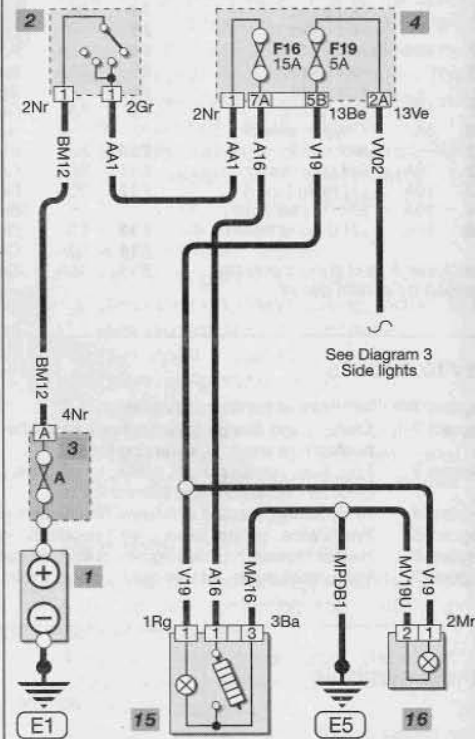 2
4
F16
15A
F19
5A
1
1
1
7A
5B
2A
2Nr
2Gr
2Nr
13Be
13Ve
BM12
AA1
AA1
A16
V19
VV02
See Diagram 3
Side lights
BM12
4Nr
A
3
A
+
1
−
V19
A16
MA16
MPDB1
MV19U
V19
1Rg
1
1
3
3Ba
2
1
2Mr
E1
15
E5
16